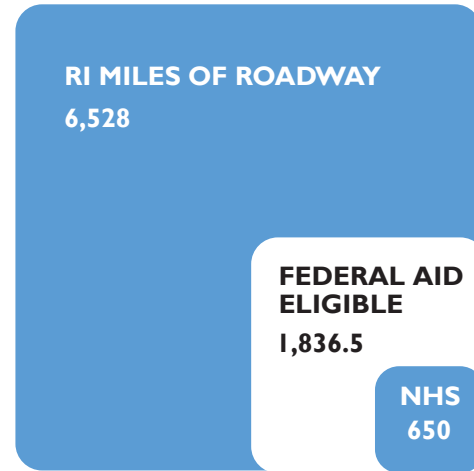 RI MILES OF ROADWAY
6,528
FEDERAL AID
ELIGIBLE
1,836.5
NHS
650